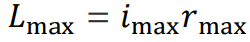 L_max = i_max r_max